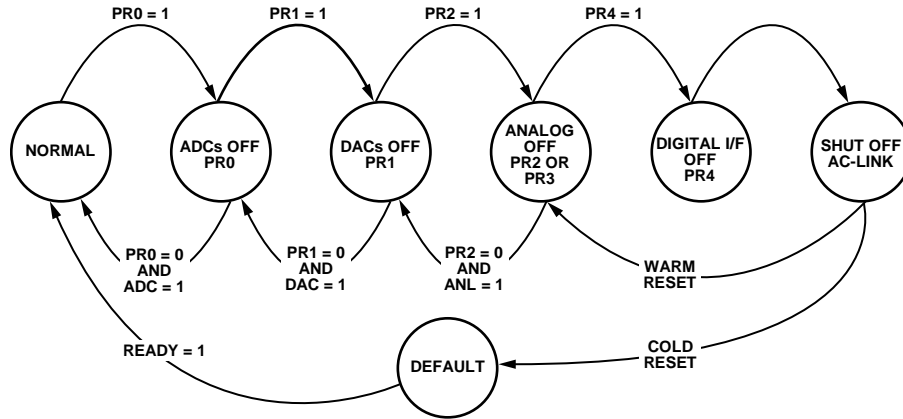 PR0 = 1
PR1 = 1
PR2 = 1
PR4 = 1
NORMAL
ADCs OFF
PR0
DACs OFF
PR1
ANALOG
OFF
PR2 OR
PR3
DIGITAL I/F
OFF
PR4
SHUT OFF
AC-LINK
PR0 = 0
AND
ADC = 1
PR1 = 0
AND
DAC = 1
PR2 = 0
AND
ANL = 1
WARM
RESET
READY = 1
DEFAULT
COLD
RESET